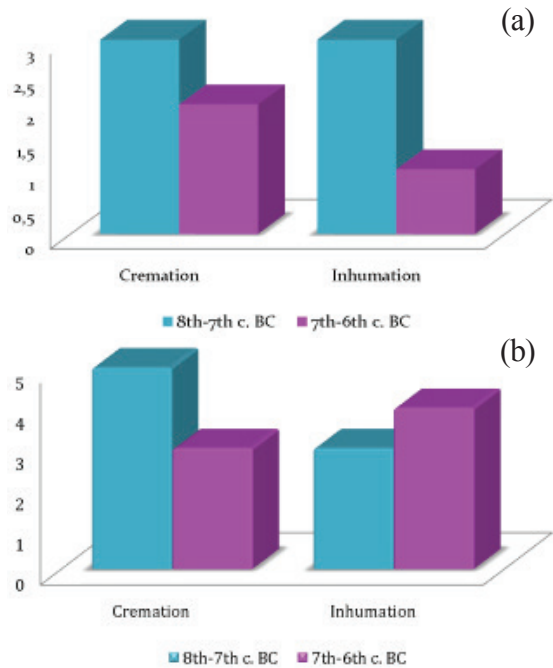 (a)
3
2,5
2
1,5
1
0,5
0
Cremation Inhumation
8th-7th c. BC 7th-6th c. BC
(b)
5
4
3
2
1
0
Cremation Inhumation
8th-7th c. BC 7th-6th c. BC